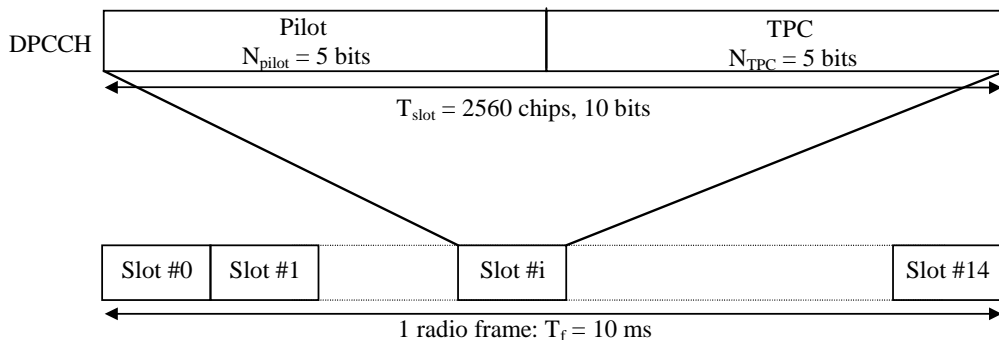 Pilot
TPC
DPCCH
N_pilot = 5 bits
N_TPC = 5 bits
T_slot = 2560 chips, 10 bits
Slot #0
Slot #1
Slot #i
Slot #14
1 radio frame: T_f = 10 ms